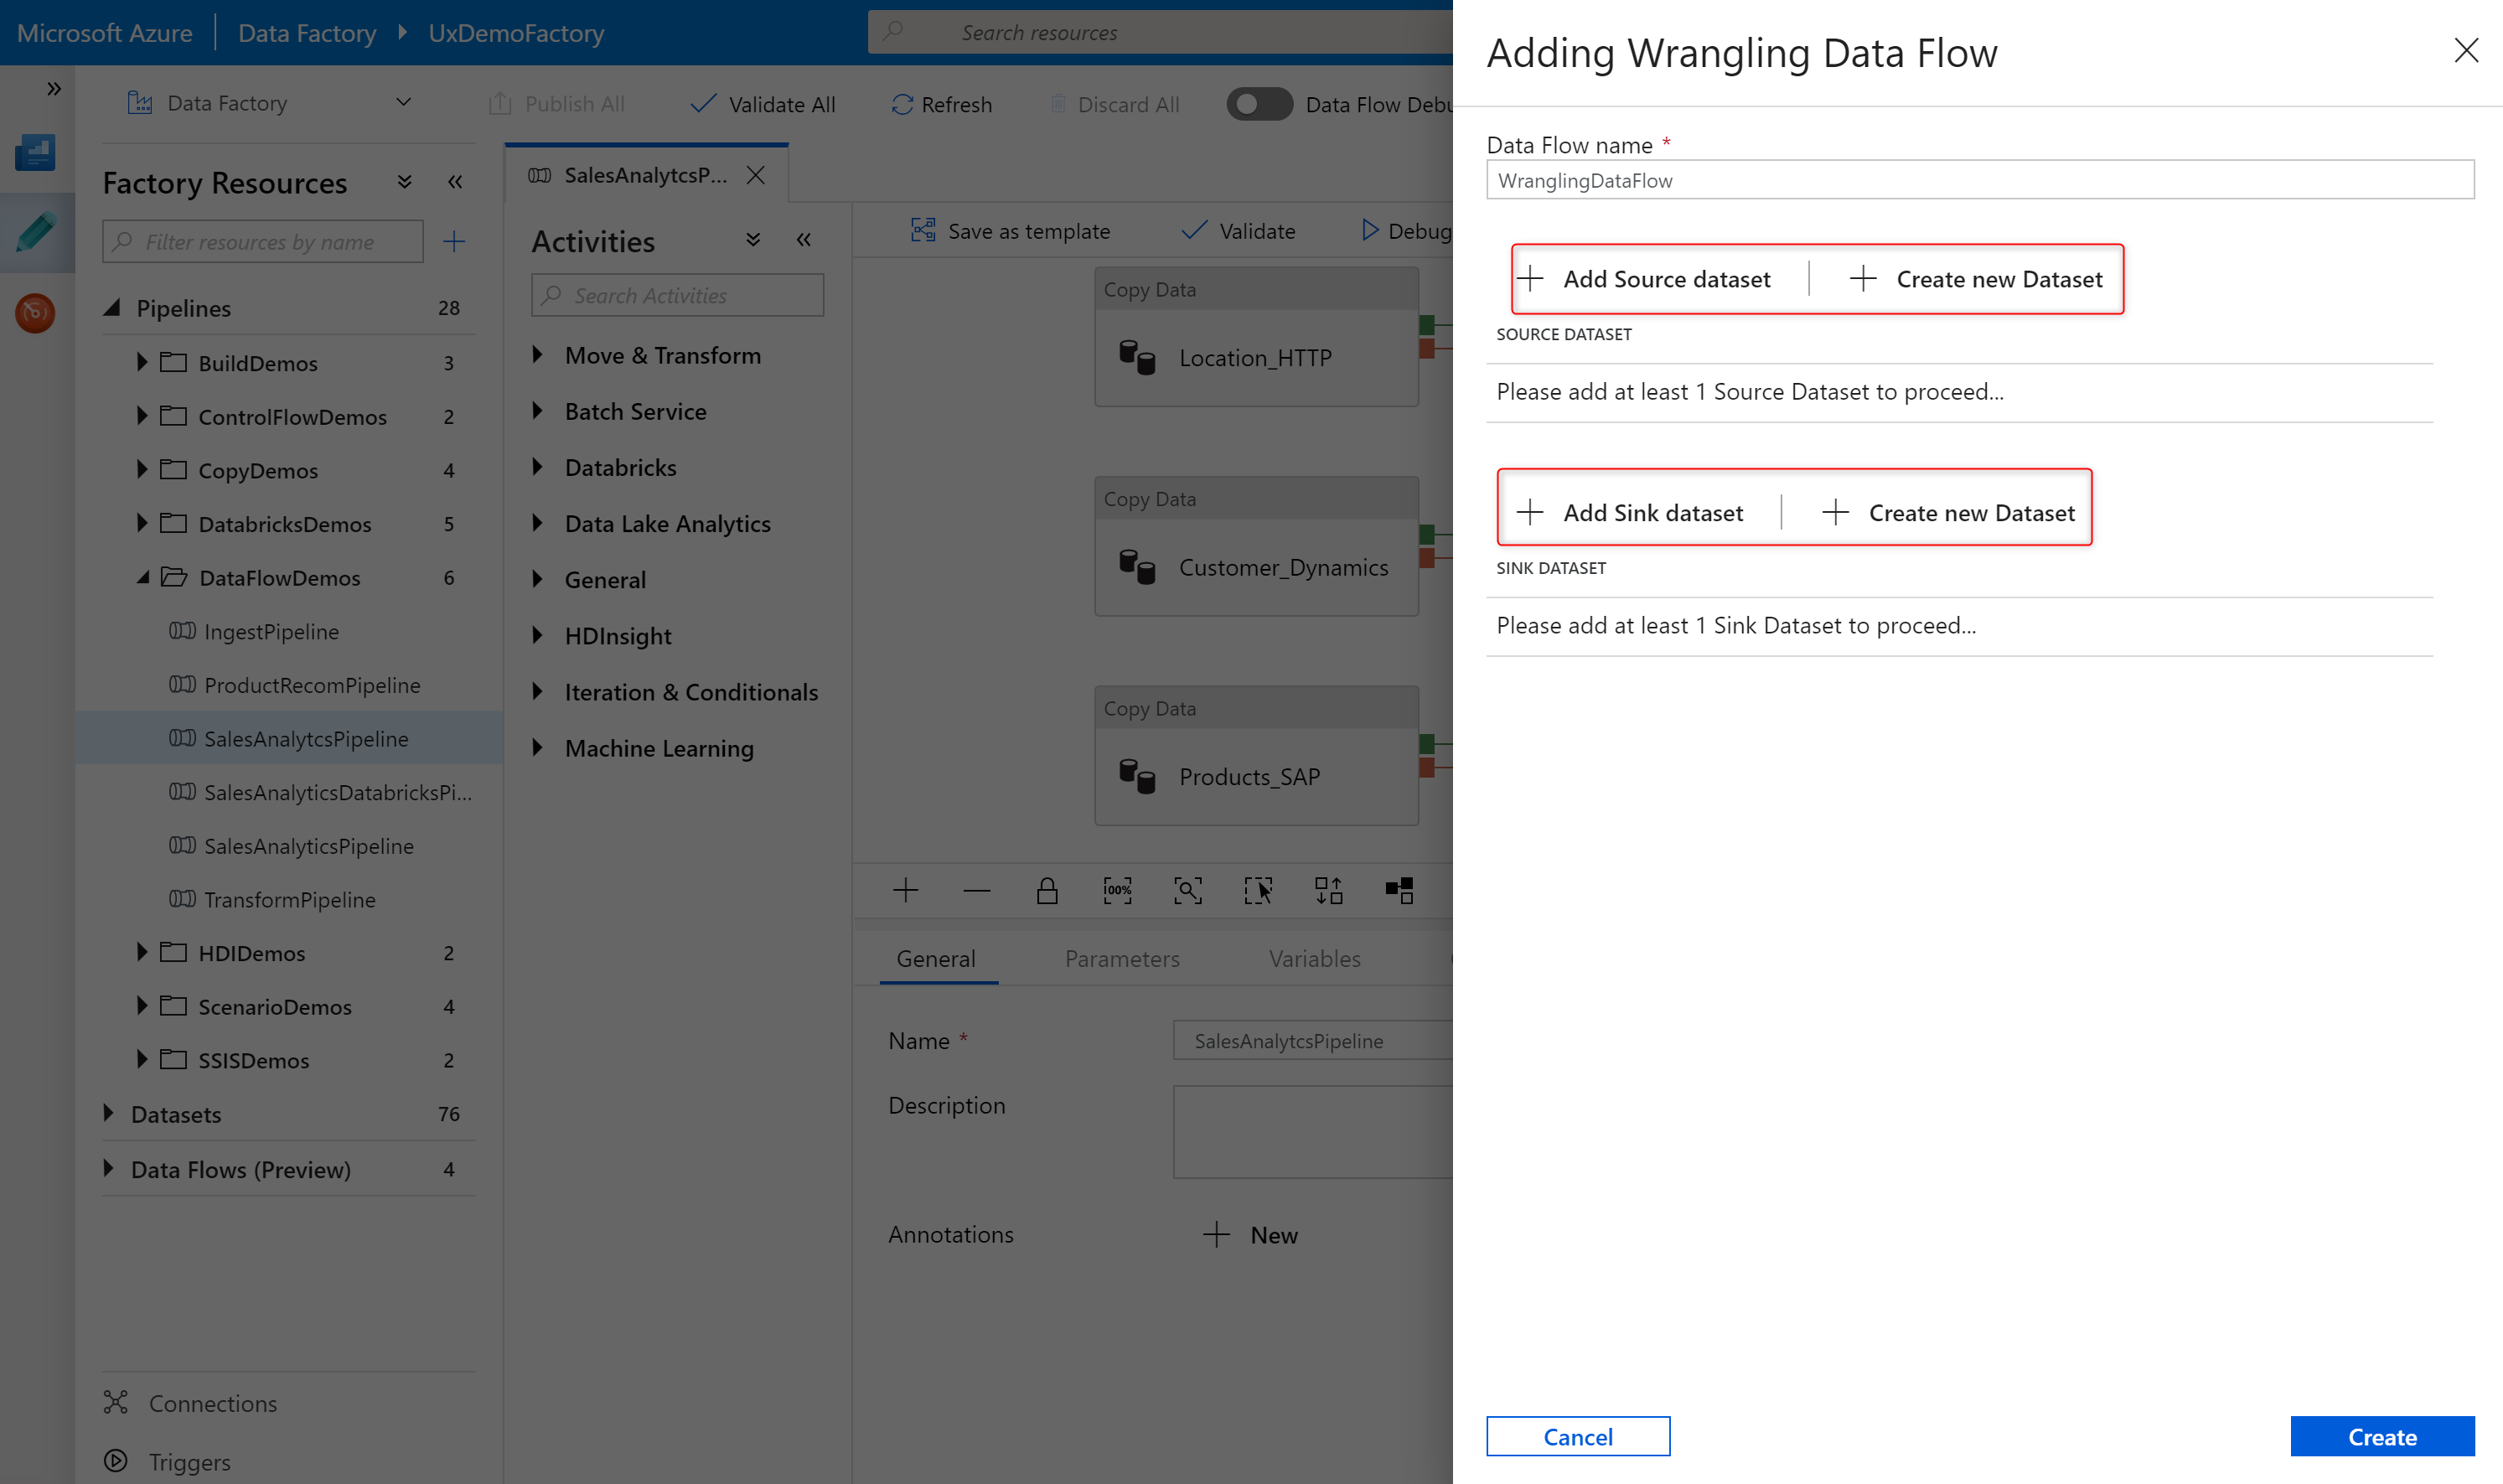 Microsoft Azure
Data Factory
UxDemoFactory
Search resources
Data Factory
Publish All
Validate All
Refresh
Discard All
Data Flow Debu
Factory Resources
Filter resources by name
Pipelines 28
BuildDemos 3
ControlFlowDemos 2
CopyDemos 4
DatabricksDemos 5
DataFlowDemos 6
IngestPipeline
ProductRecomPipeline
SalesAnalytcsPipeline
SalesAnalyticsDatabricksPi...
SalesAnalyticsPipeline
TransformPipeline
HDIDemos 2
ScenarioDemos 4
SSISDemos 2
Datasets 76
Data Flows (Preview) 4
Connections
Triggers
SalesAnalytcsP...
Activities
Search Activities
Move & Transform
Batch Service
Databricks
Data Lake Analytics
General
HDInsight
Iteration & Conditionals
Machine Learning
Save as template
Validate
Debug
Copy Data
Location_HTTP
Copy Data
Customer_Dynamics
Copy Data
Products_SAP
100%
General
Parameters
Variables
Name *
SalesAnalytcsPipeline
Description
Annotations
New
Adding Wrangling Data Flow
Data Flow name *
WranglingDataFlow
Add Source dataset
Create new Dataset
SOURCE DATASET
Please add at least 1 Source Dataset to proceed...
Add Sink dataset
Create new Dataset
SINK DATASET
Please add at least 1 Sink Dataset to proceed...
Cancel
Create